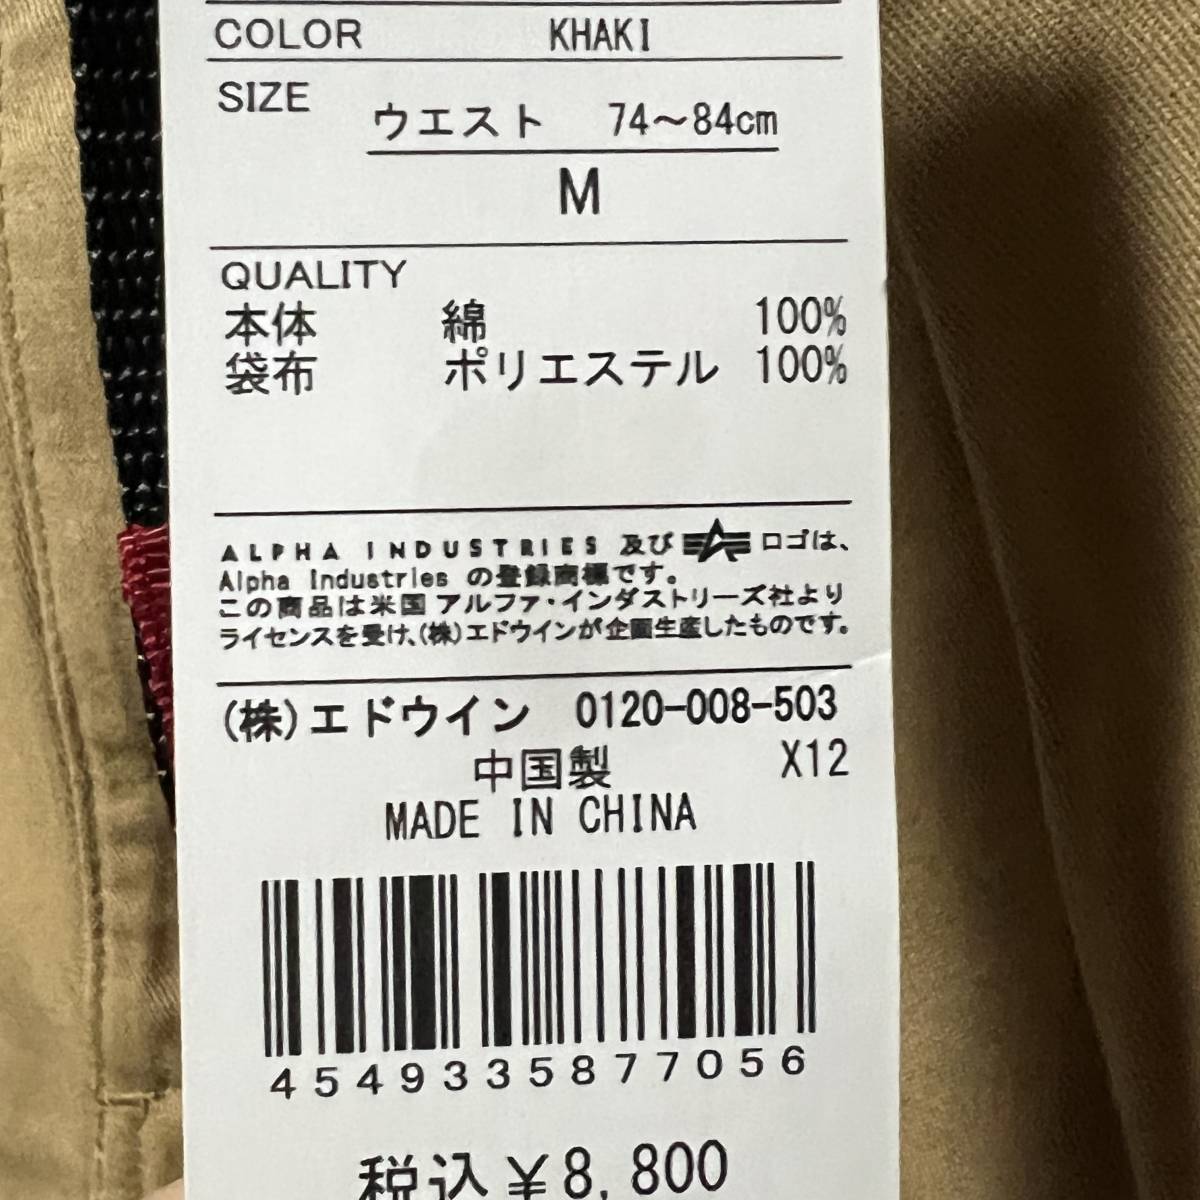 COLOR KHAKI
SIZE
ウエスト 74～84cm
M
QUALITY
本体 綿 100%
袋布 ポリエステル 100%
ALPHA INDUSTRIES 及び ロゴは、
Alpha Industries の登録商標です。
この商品は米国 アルファ・インダストリーズ社より
ライセンスを受け、(株)エドウインが企画生産したものです。
(株)エドウイン 0120-008-503
中国製 X12
MADE IN CHINA
4549335877056
税込 ¥8,800